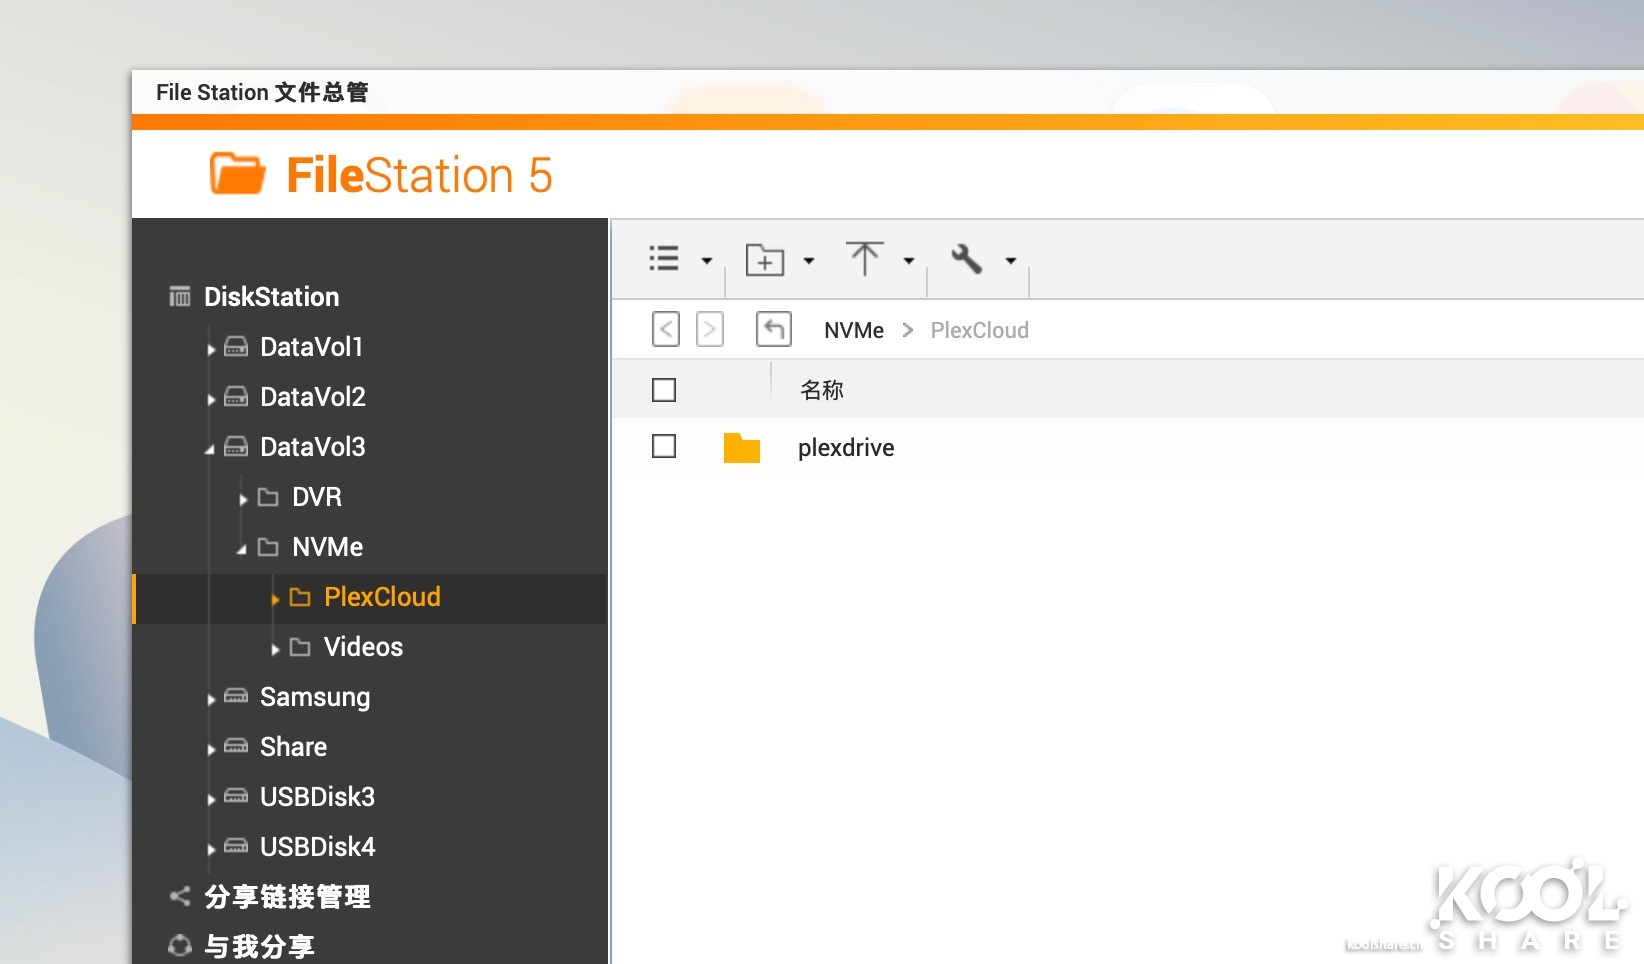 File Station 文件总管
FileStation 5
DiskStation
DataVol1
DataVol2
DataVol3
DVR
NVMe
PlexCloud
Videos
Samsung
Share
USBDisk3
USBDisk4
分享链接管理
与我分享
NVMe > PlexCloud
名称
plexdrive
KOOL
SHARE
koolshare.cn